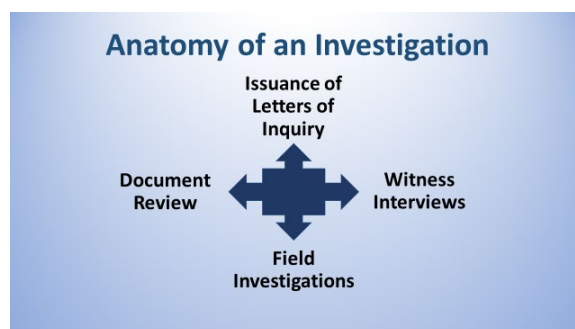 Anatomy of an Investigation
Issuance of
Letters of
Inquiry
Document
Review
Witness
Interviews
Field
Investigations